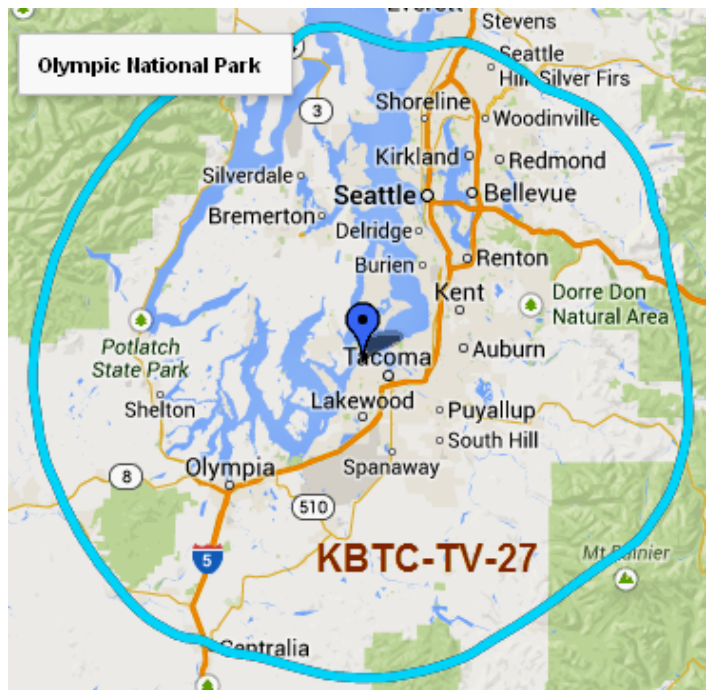 Everett
Stevens
Olympic National Park
Seattle
Hill-Silver Firs
3
Shoreline
Woodinville
Kirkland
Redmond
Silverdale
Seattle
Bellevue
Bremerton
Delridge
Burien
Renton
Kent
Dorre Don
Natural Area
Potlatch
State Park
Tacoma
Auburn
Shelton
Lakewood
Puyallup
South Hill
Olympia
Spanaway
8
510
5
KBTC-TV-27
Mt Rainier
Centralia